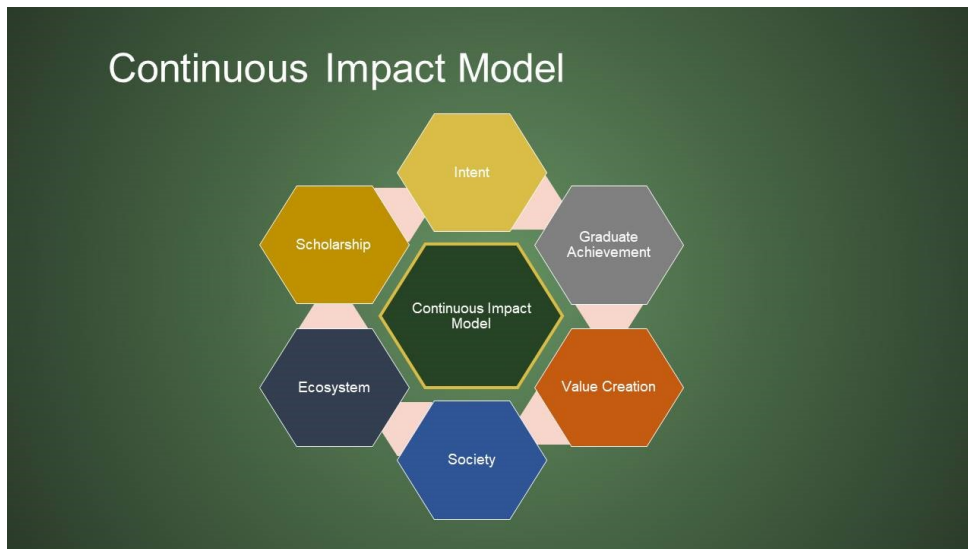 Continuous Impact Model
Intent
Scholarship
Graduate
Achievement
Continuous Impact
Model
Ecosystem
Value Creation
Society